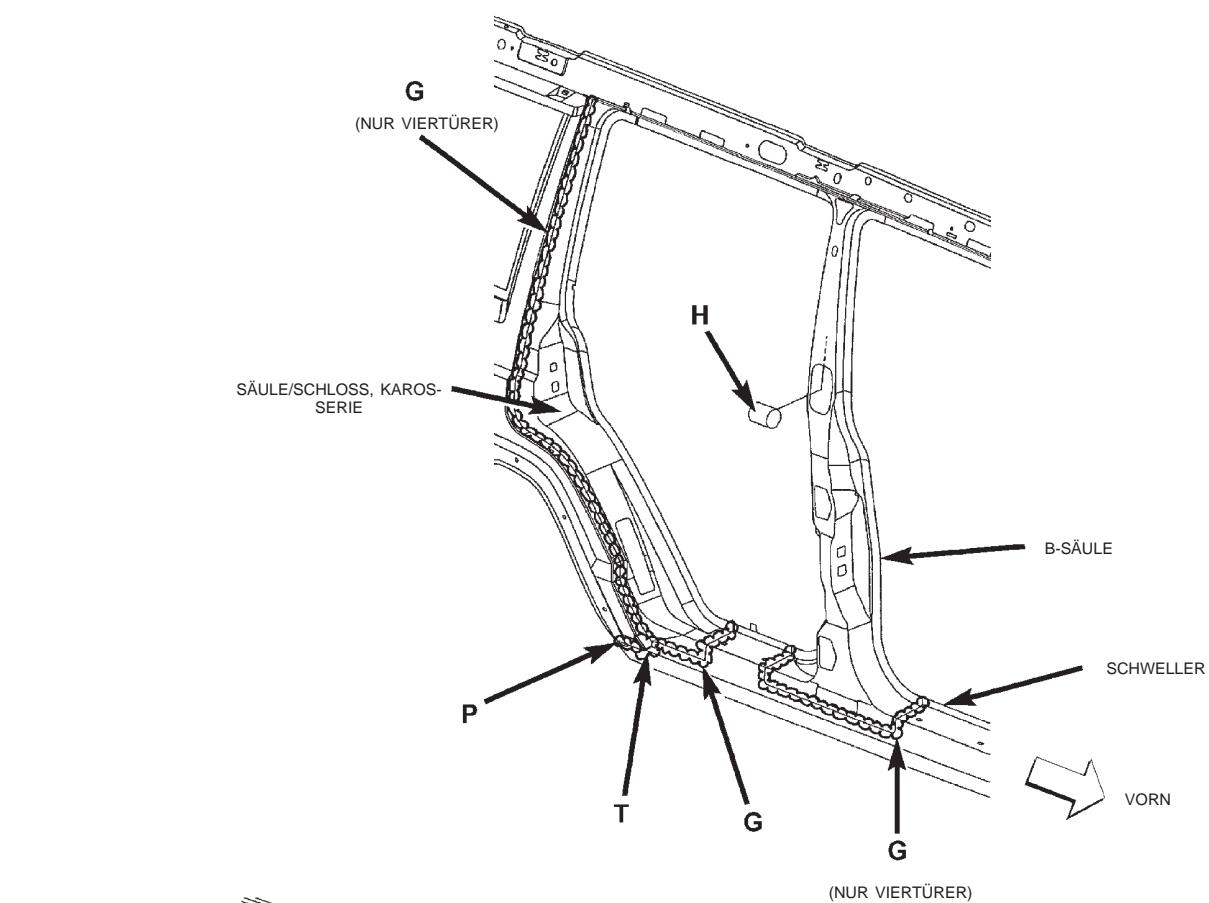 G
(NUR VIERTÜRER)
H
SÄULE/SCHLOSS, KAROS-
SERIE
B-SÄULE
SCHWELLER
P
T
G
VORN
G
(NUR VIERTÜRER)